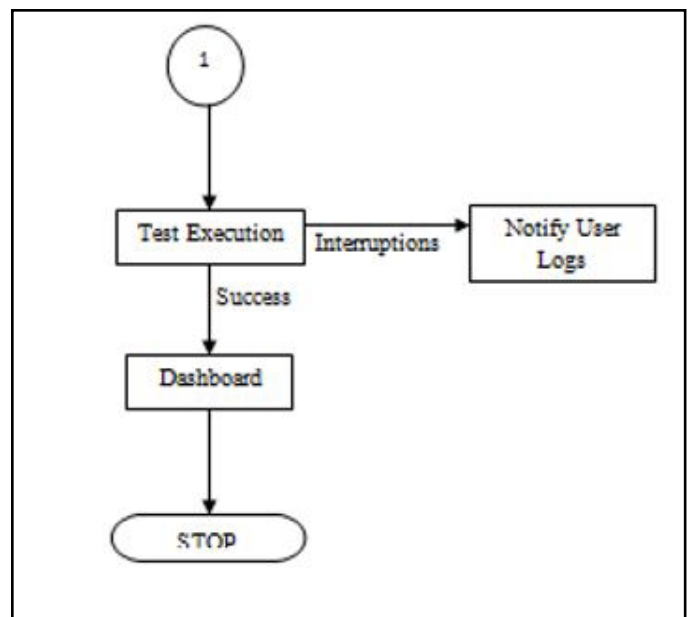 1
Test Execution
Interruptions
Notify User
Logs
Success
Dashboard
STOP